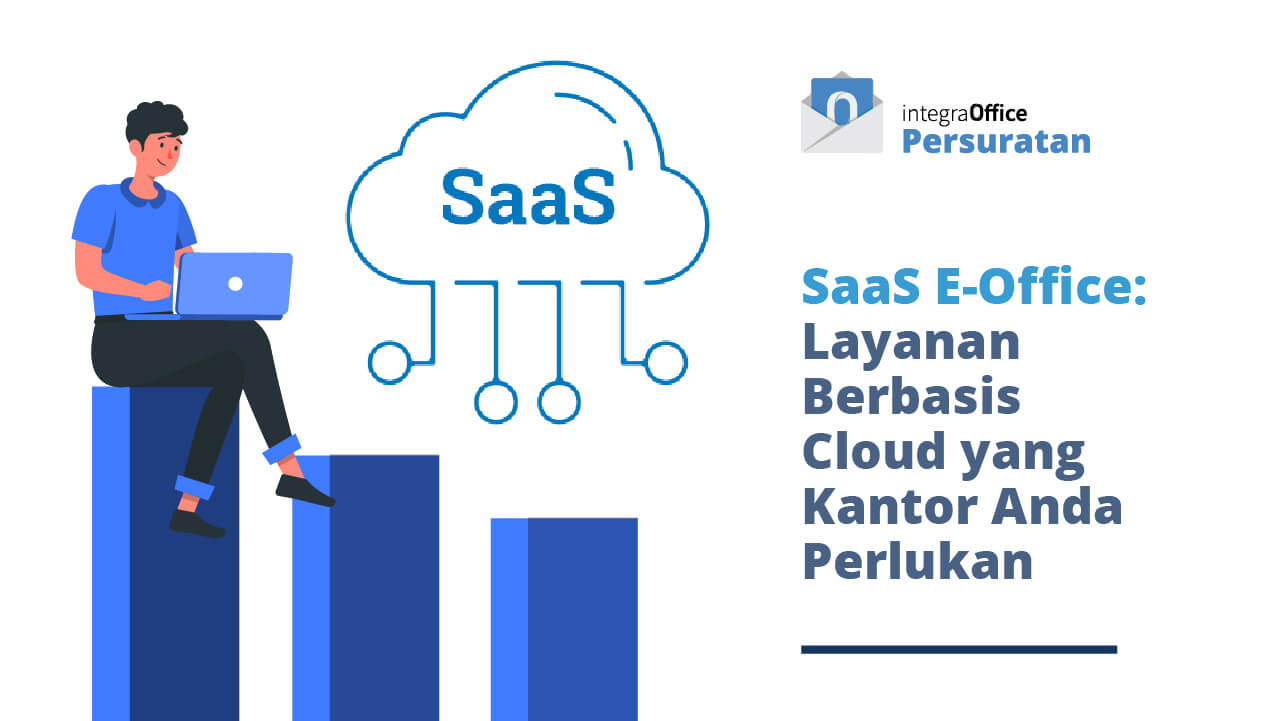 SaaS
integraOffice
Persuratan
SaaS E-Office:
Layanan
Berbasis
Cloud yang
Kantor Anda
Perlukan